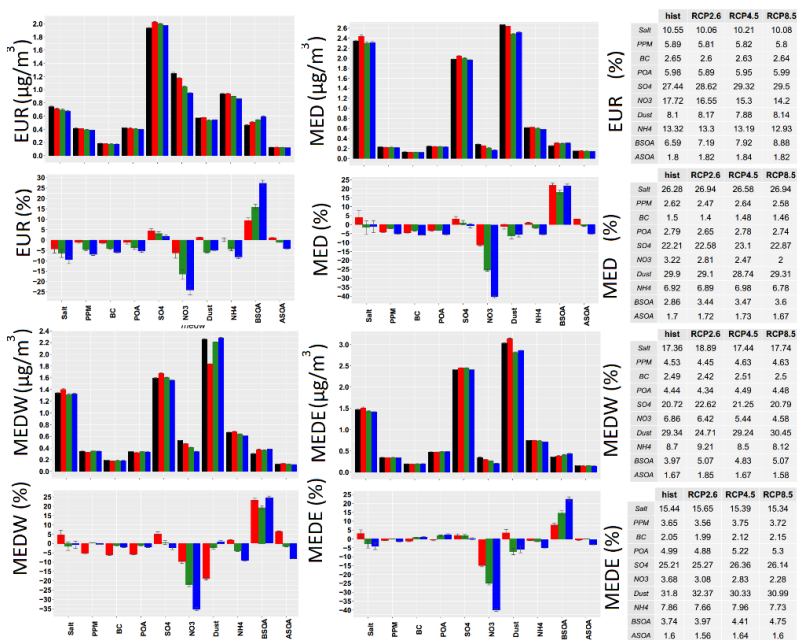 EUR (µg/m³)
2.0
1.8
1.6
1.4
1.2
1.0
0.8
0.6
0.4
0.2
0.0
MED (µg/m³)
2.6
2.4
2.2
2.0
1.8
1.6
1.4
1.2
1.0
0.8
0.6
0.4
0.2
0.0
EUR (%)
hist RCP2.6 RCP4.5 RCP8.5
Salt 10.55 10.06 10.21 10.08
PPM 5.89 5.81 5.82 5.8
BC 2.65 2.6 2.63 2.64
POA 5.98 5.89 5.95 5.99
SO4 27.44 28.62 29.32 29.5
NO3 17.72 16.55 15.3 14.2
Dust 8.1 8.17 7.88 8.14
NH4 13.32 13.3 13.19 12.93
BSOA 6.59 7.19 7.92 8.88
ASOA 1.8 1.82 1.84 1.82
EUR (%)
30
25
20
15
10
5
0
-5
-10
-15
-20
-25
Salt PPM BC POA SO4 NO3 Dust NH4 BSOA ASOA
MED (%)
25
20
15
10
5
0
-5
-10
-15
-20
-25
-30
-35
-40
Salt PPM BC POA SO4 NO3 Dust NH4 BSOA ASOA
MED (%)
hist RCP2.6 RCP4.5 RCP8.5
Salt 26.28 26.94 26.58 26.94
PPM 2.62 2.47 2.64 2.58
BC 1.5 1.4 1.48 1.46
POA 2.79 2.65 2.78 2.74
SO4 22.21 22.58 23.1 22.87
NO3 3.22 2.81 2.47 2
Dust 29.9 29.1 28.74 29.31
NH4 6.92 6.89 6.98 6.78
BSOA 2.86 3.44 3.47 3.6
ASOA 1.7 1.72 1.73 1.67
medw
MEDW (µg/m³)
2.4
2.2
2.0
1.8
1.6
1.4
1.2
1.0
0.8
0.6
0.4
0.2
0.0
MEDE (µg/m³)
3.0
2.5
2.0
1.5
1.0
0.5
0.0
MEDW (%)
hist RCP2.6 RCP4.5 RCP8.5
Salt 17.36 18.89 17.44 17.74
PPM 4.53 4.45 4.63 4.63
BC 2.49 2.42 2.51 2.5
POA 4.44 4.34 4.49 4.48
SO4 20.72 22.62 21.25 20.79
NO3 6.86 6.42 5.44 4.58
Dust 29.34 24.71 29.24 30.45
NH4 8.7 9.21 8.5 8.12
BSOA 3.97 5.07 4.83 5.07
ASOA 1.67 1.85 1.67 1.58
MEDW (%)
25
20
15
10
5
0
-5
-10
-15
-20
-25
-30
-35
Salt PPM BC POA SO4 NO3 Dust NH4 BSOA ASOA
MEDE (%)
25
20
15
10
5
0
-5
-10
-15
-20
-25
-30
-35
-40
Salt PPM BC POA SO4 NO3 Dust NH4 BSOA ASOA
MEDE (%)
hist RCP2.6 RCP4.5 RCP8.5
Salt 15.44 15.65 15.39 15.34
PPM 3.65 3.56 3.75 3.72
BC 2.05 1.99 2.12 2.15
POA 4.99 4.88 5.22 5.3
SO4 25.21 25.27 26.36 26.14
NO3 3.68 3.08 2.83 2.28
Dust 31.8 32.37 30.33 30.99
NH4 7.86 7.66 7.96 7.73
BSOA 3.74 3.97 4.41 4.75
ASOA 1.6 1.56 1.64 1.6